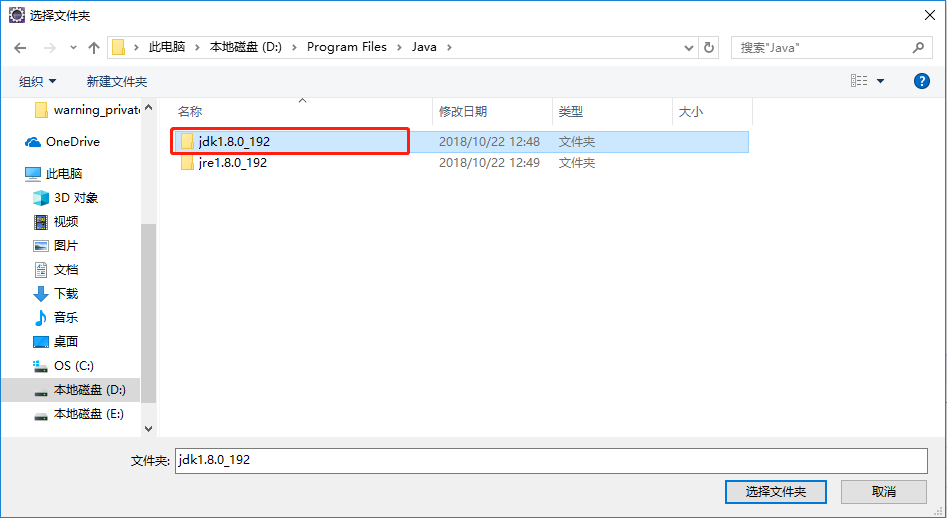 选择文件夹
此电脑 › 本地磁盘 (D:) › Program Files › Java ›
搜索"Java"
组织 新建文件夹
warning_private
OneDrive
此电脑
3D 对象
视频
图片
文档
下载
音乐
桌面
OS (C:)
本地磁盘 (D:)
本地磁盘 (E:)
名称 修改日期 类型 大小
jdk1.8.0_192 2018/10/22 12:48 文件夹
jre1.8.0_192 2018/10/22 12:49 文件夹
文件夹: jdk1.8.0_192
选择文件夹 取消